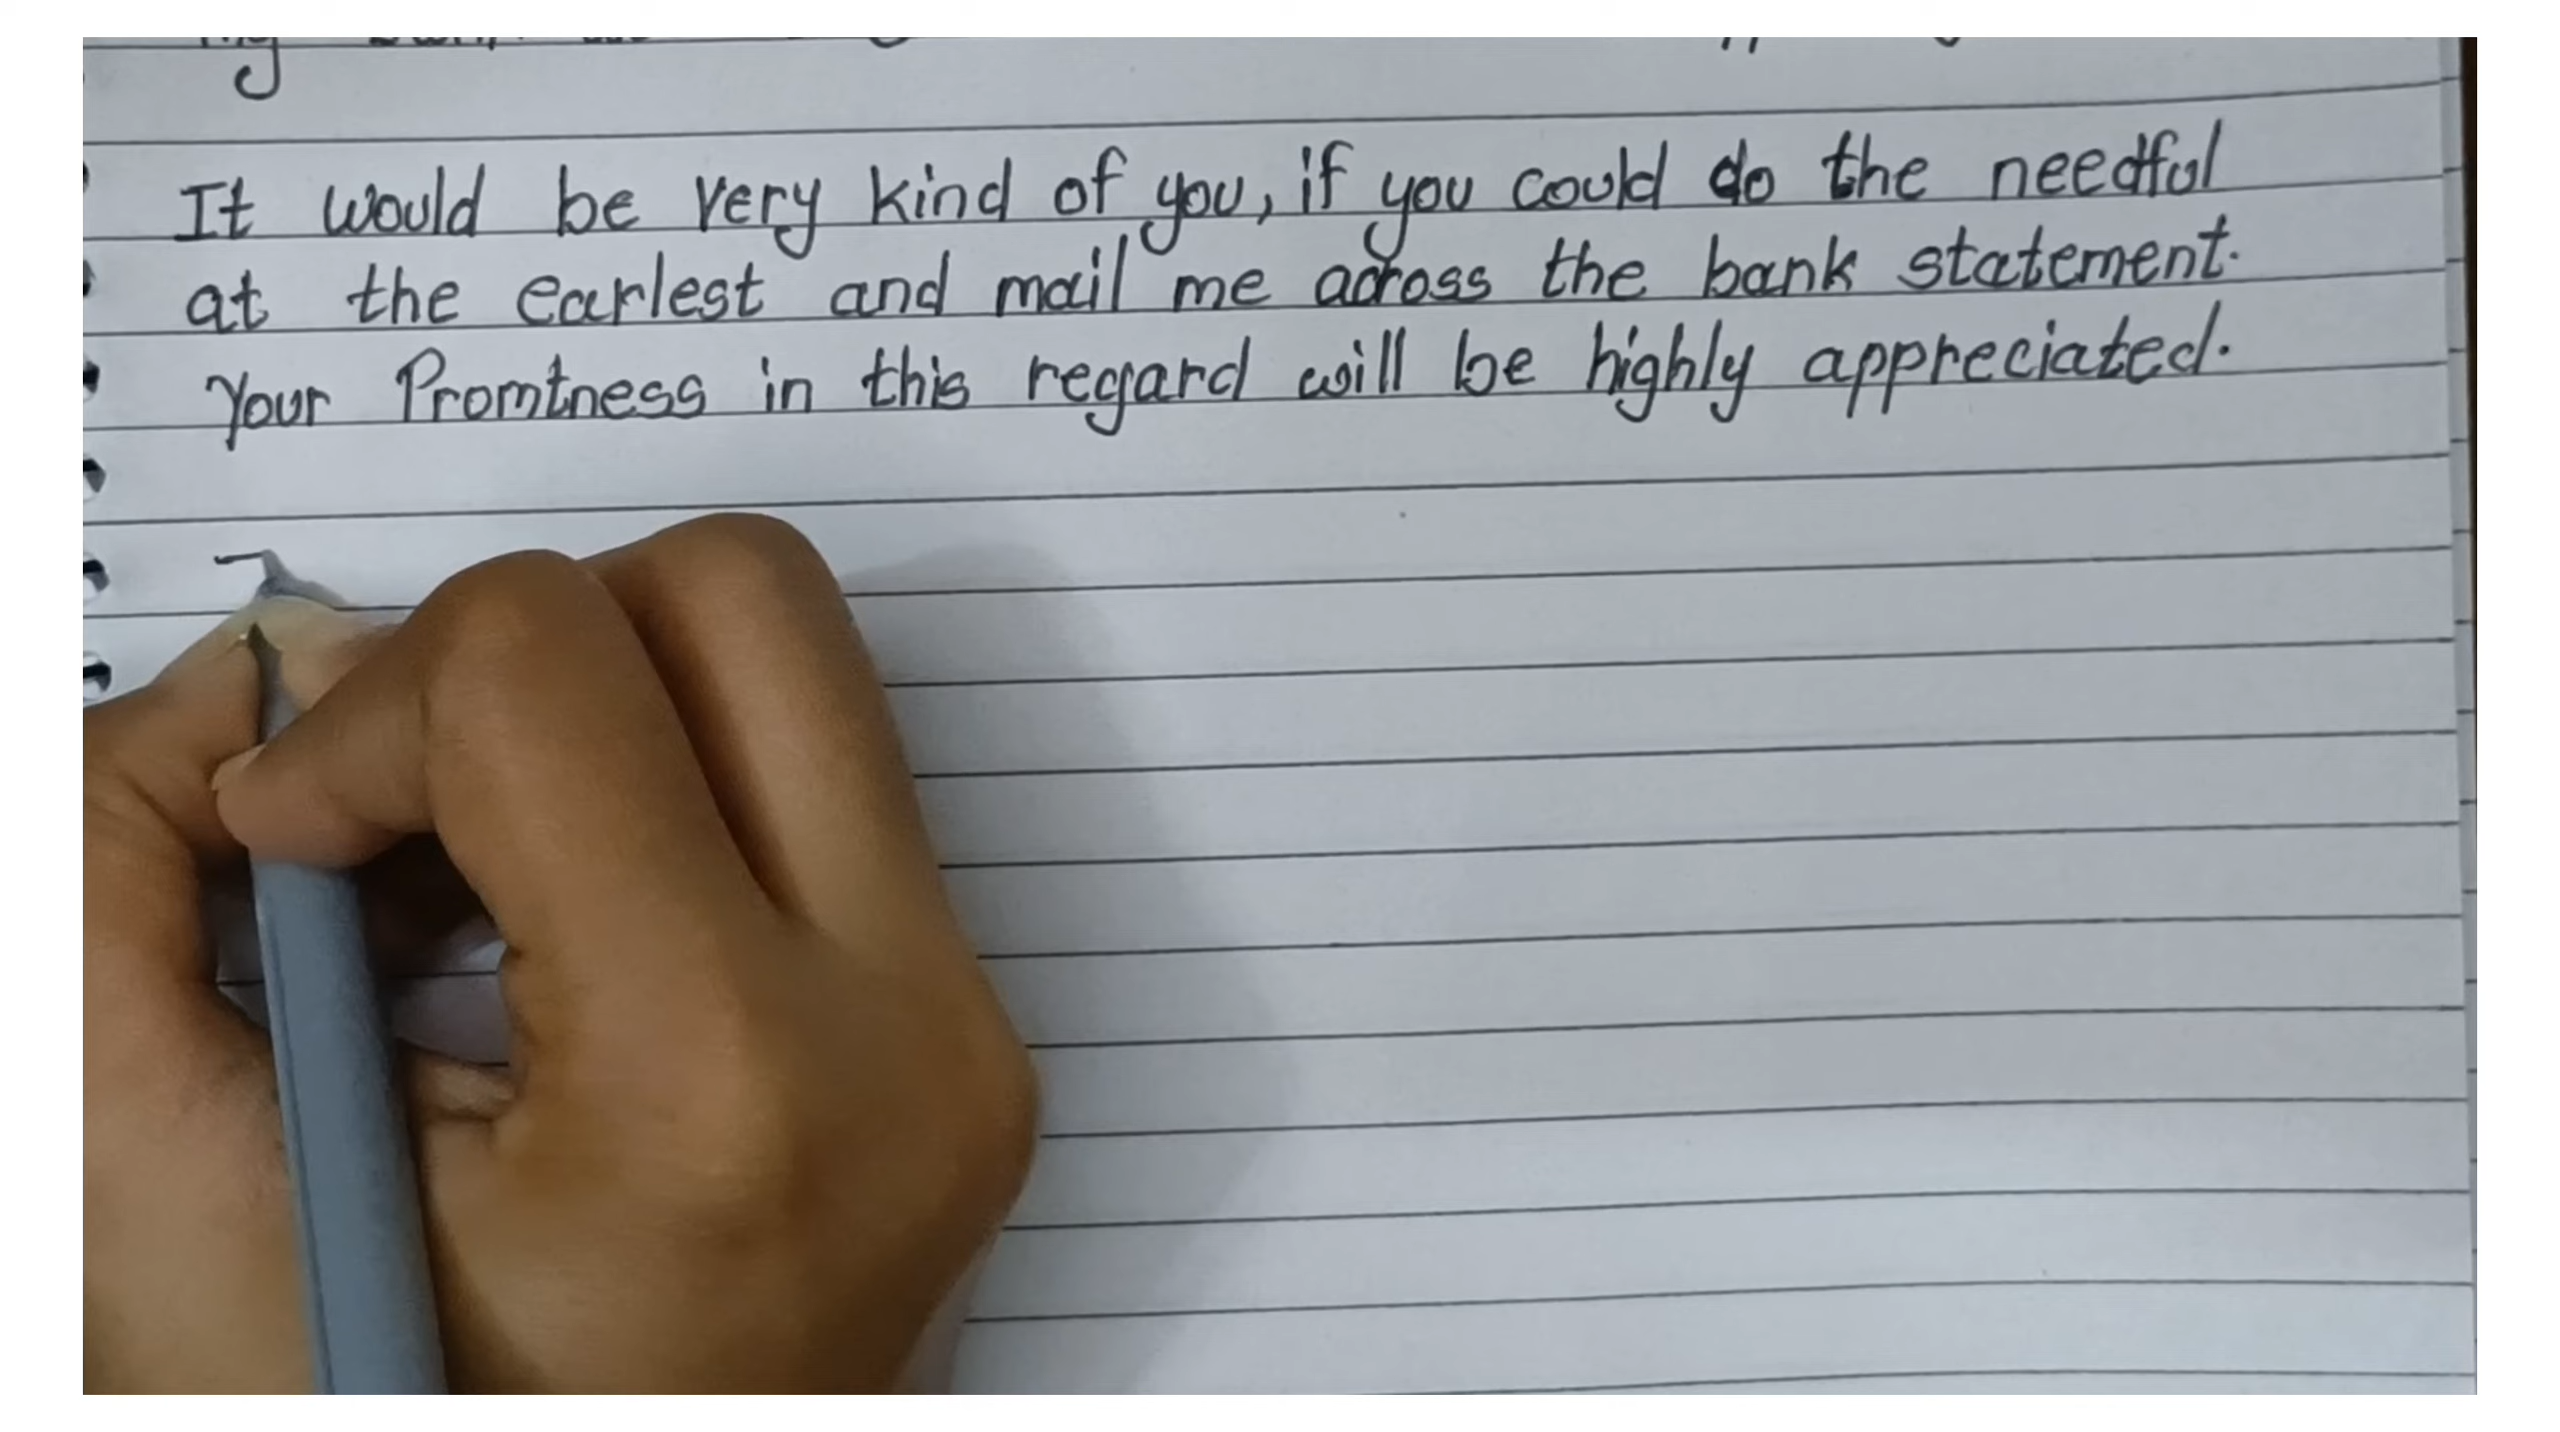 It would be very kind of you, if you could do the needful
at the earlest and mail me across the bank statement.
Your Promtness in this regard will be highly appreciated.